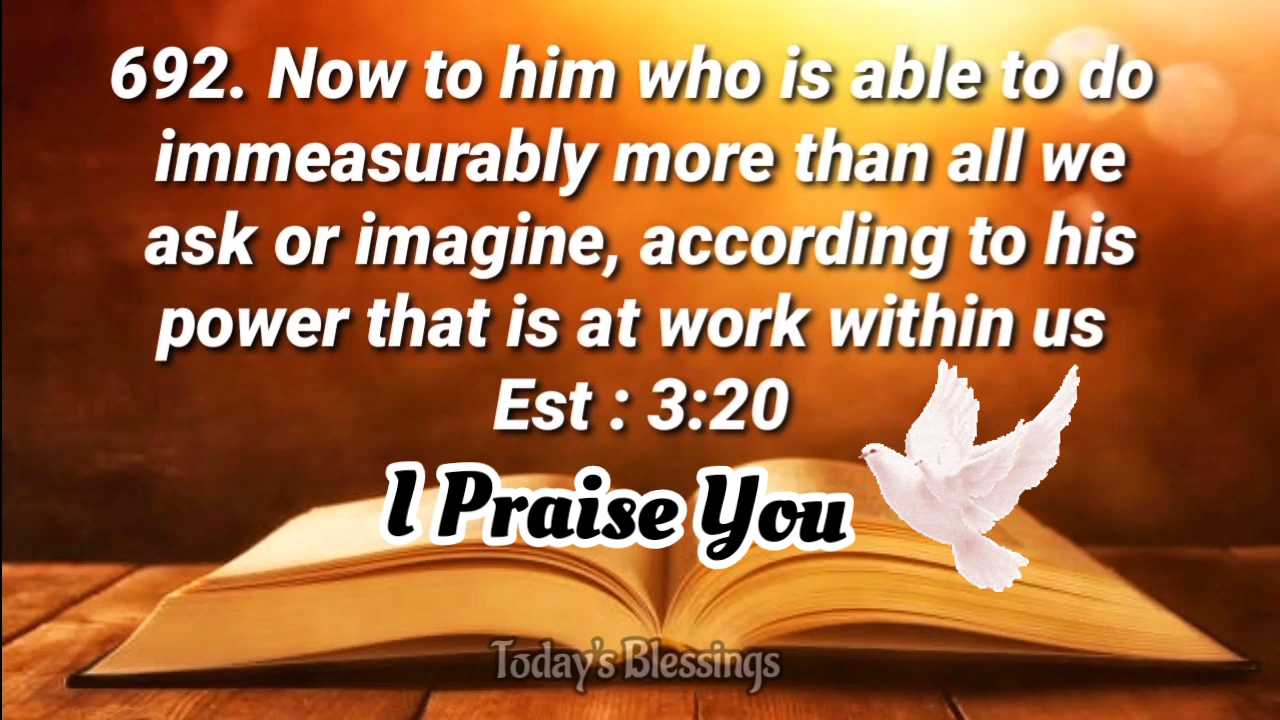 692. Now to him who is able to do
immeasurably more than all we
ask or imagine, according to his
power that is at work within us
Est : 3:20
I Praise You
Today's Blessings